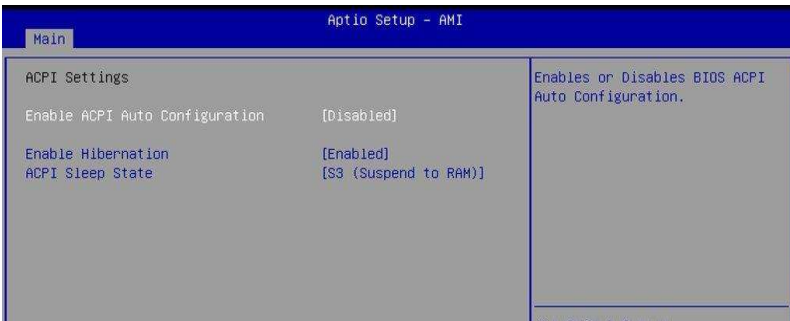 Aptio Setup - AMI
Main
ACPI Settings
Enable ACPI Auto Configuration [Disabled]
Enable Hibernation [Enabled]
ACPI Sleep State [S3 (Suspend to RAM)]
Enables or Disables BIOS ACPI
Auto Configuration.